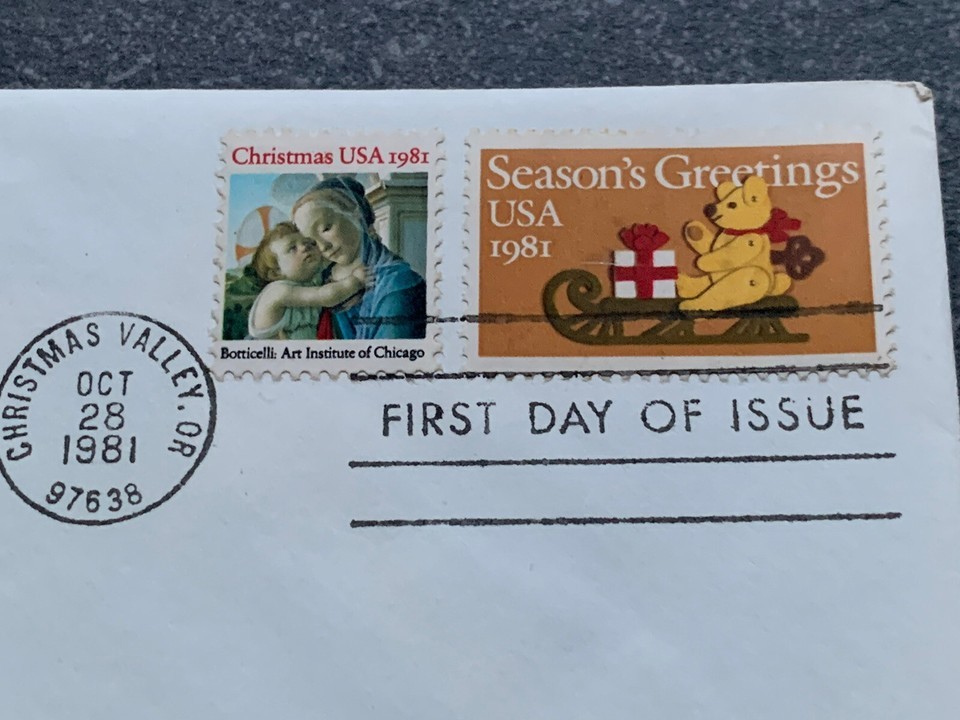 Christmas USA 1981
Botticelli: Art Institute of Chicago
Season's Greetings
USA
1981
CHRISTMAS VALLEY, OR
OCT
28
1981
97638
FIRST DAY OF ISSUE